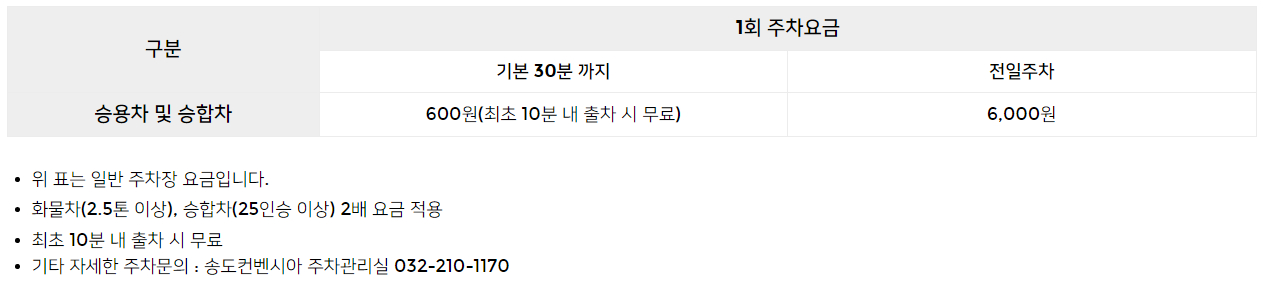 구분
1회 주차요금
기본 30분 까지
전일주차
승용차 및 승합차
600원(최초 10분 내 출차 시 무료)
6,000원
위 표는 일반 주차장 요금입니다.
화물차(2.5톤 이상), 승합차(25인승 이상) 2배 요금 적용
최초 10분 내 출차 시 무료
기타 자세한 주차문의 : 송도컨벤시아 주차관리실 032-210-1170